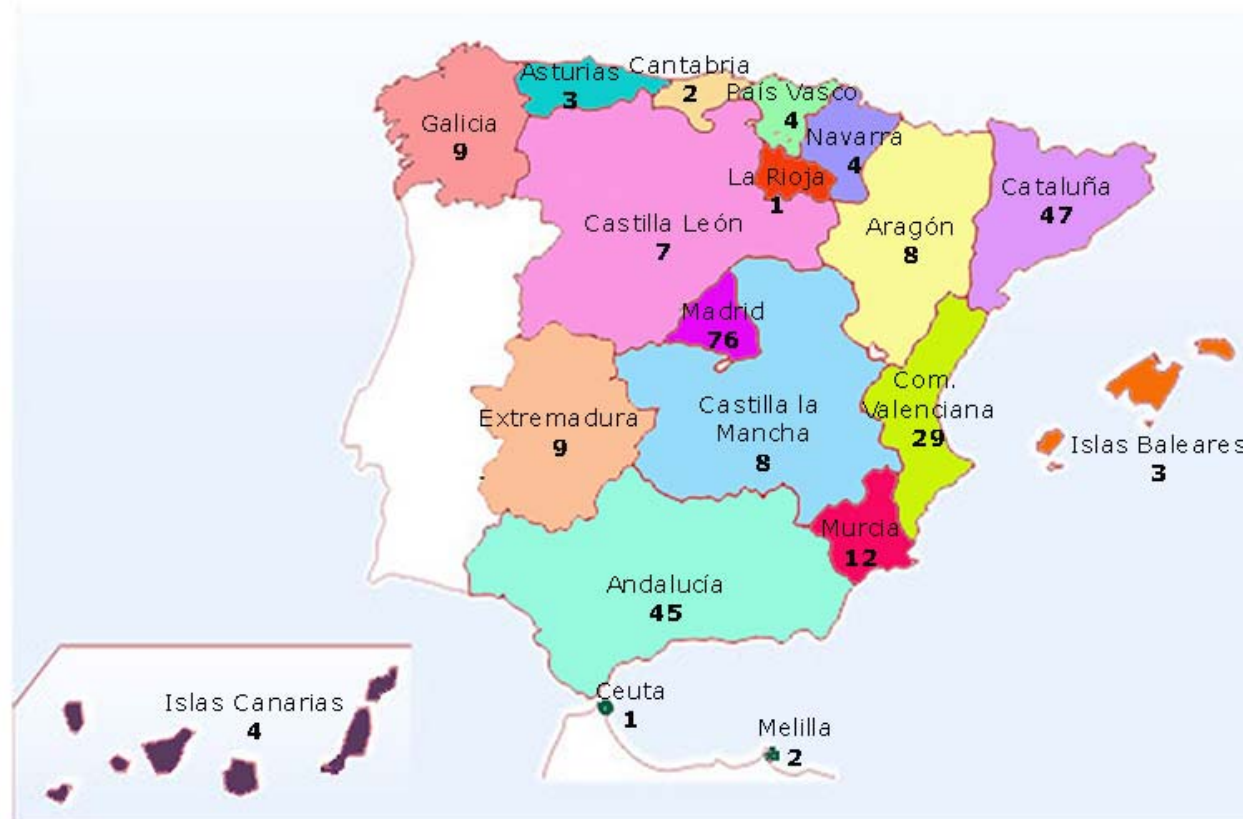 Cantabria
2
Asturias
3
País Vasco
4
Galicia
9
Navarra
4
La Rioja
1
Cataluña
47
Castilla León
7
Aragón
8
Madrid
76
Com.
Valenciana
29
Extremadura
9
Castilla la
Mancha
8
Islas Baleares
3
Murcia
12
Andalucía
45
Islas Canarias
4
Ceuta
1
Melilla
2